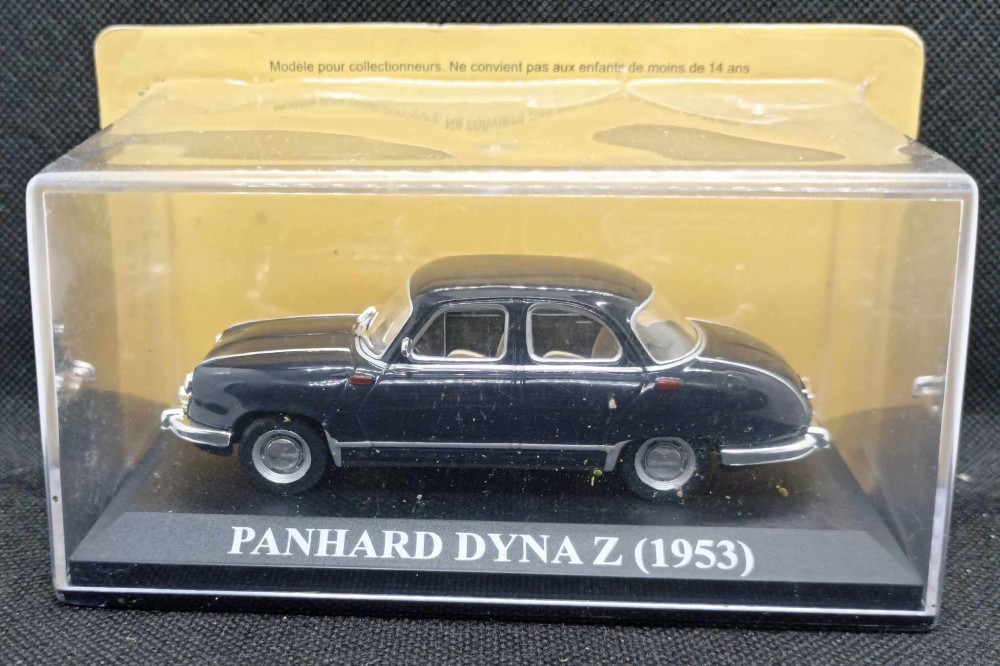 Modèle pour collectionneurs. Ne convient pas aux enfants de moins de 14 ans
PANHARD DYNA Z (1953)